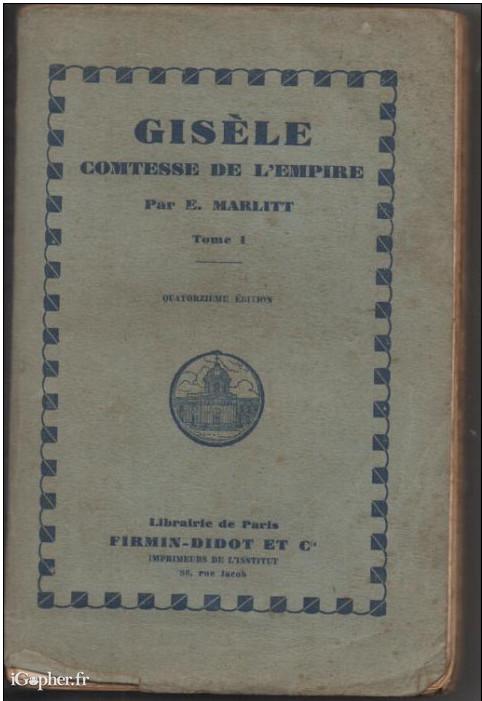 GISÈLE
COMTESSE DE L'EMPIRE
Par E. MARLITT
Tome I
QUATORZIÈME ÉDITION
Librairie de Paris
FIRMIN-DIDOT ET Cie
IMPRIMEURS DE L'INSTITUT
56, rue Jacob
iGopher.fr